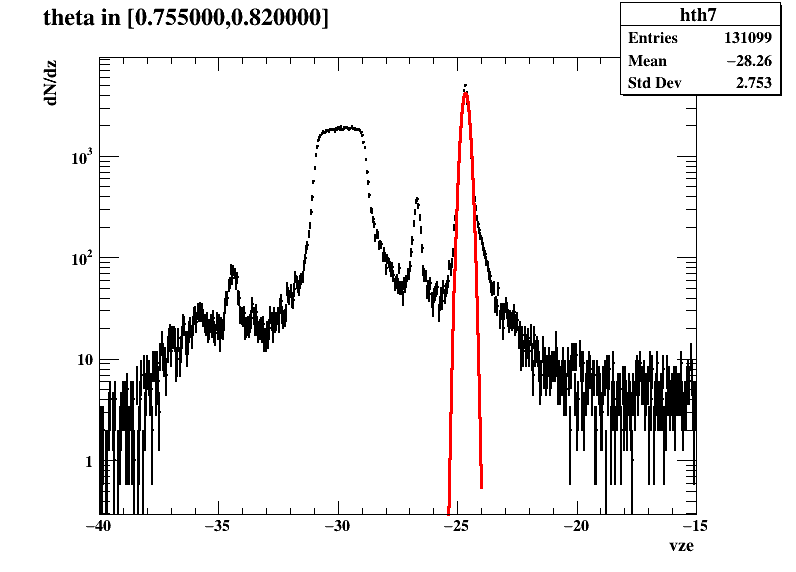 theta in [0.755000,0.820000]
hth7
Entries 131099
Mean −28.26
Std Dev 2.753
dN/dz
10³
10²
10
1
−40 −35 −30 −25 −20 −15
vze